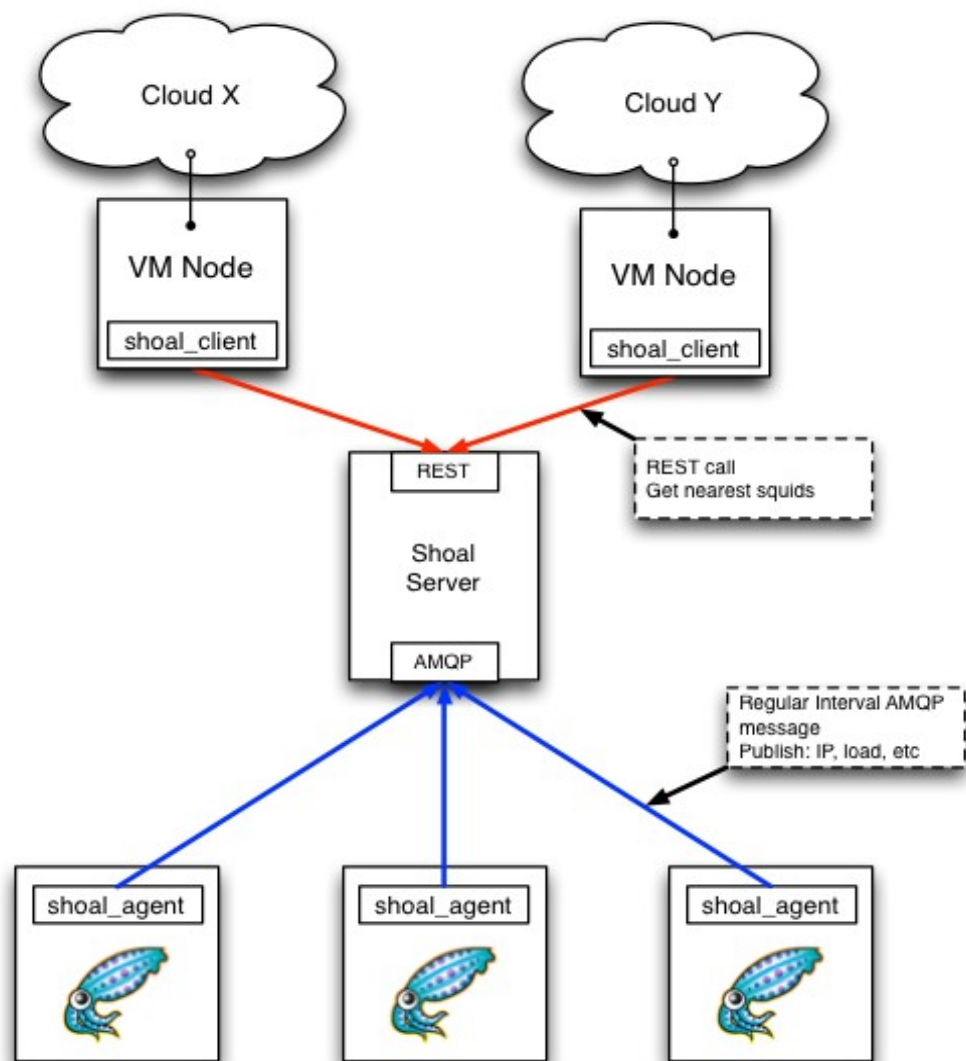 Cloud X
Cloud Y
VM Node
VM Node
shoal_client
shoal_client
REST
REST call
Get nearest squids
Shoal
Server
AMQP
Regular Interval AMQP
message
Publish: IP, load, etc
shoal_agent
shoal_agent
shoal_agent